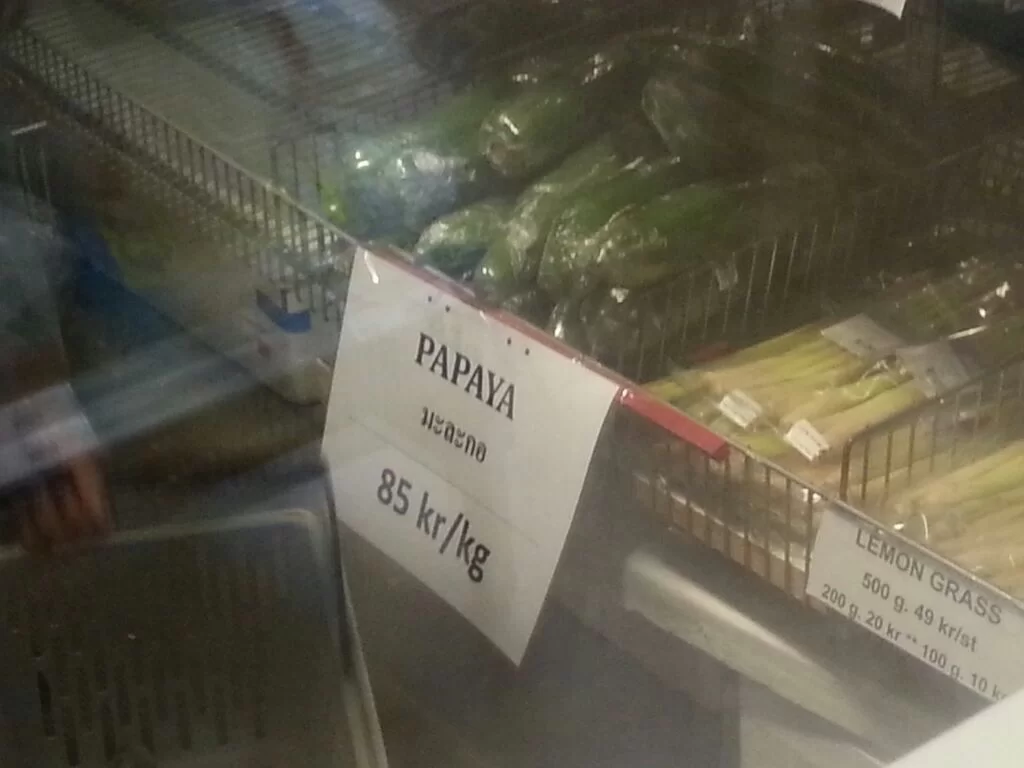 PAPAYA
มะละกอ
85 kr/kg
LEMON GRASS
500 g. 49 kr/st
200 g. 20 kr ** 100 g. 10 kr